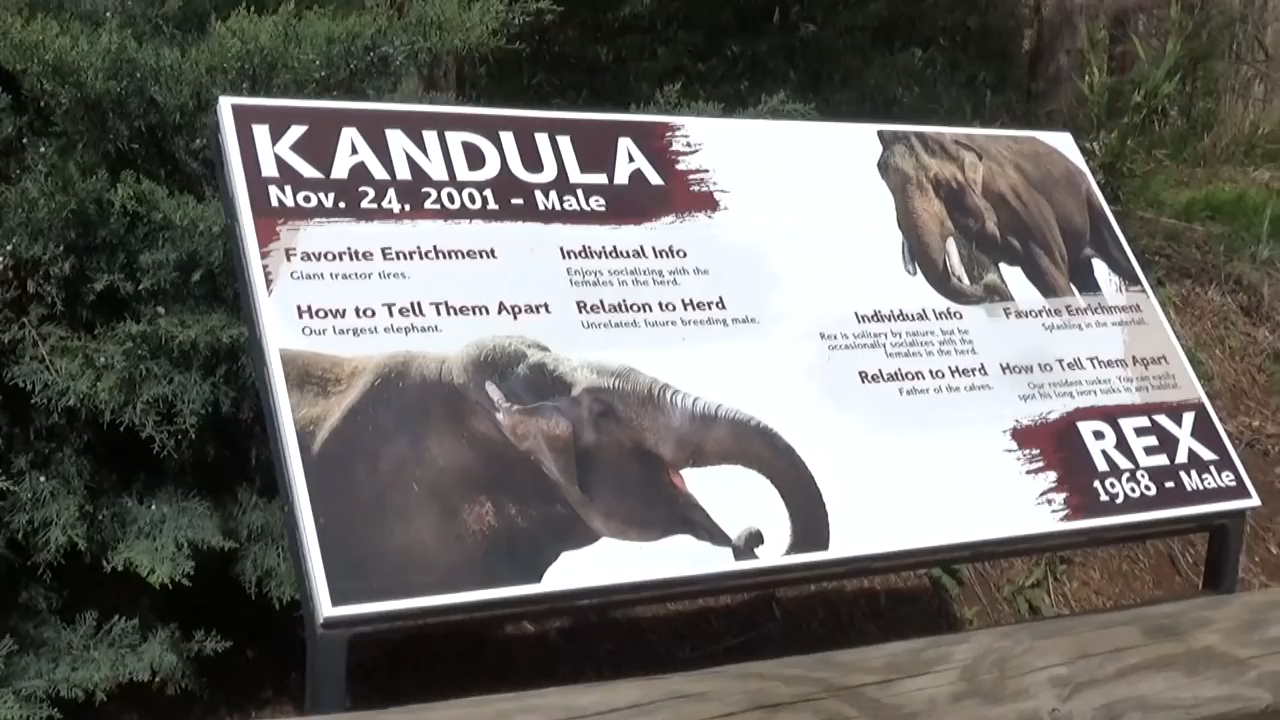 KANDULA
Nov. 24, 2001 - Male
Favorite Enrichment
Giant tractor tires.
Individual Info
Enjoys socializing with the
females in the herd.
How to Tell Them Apart
Our largest elephant.
Relation to Herd
Unrelated; future breeding male.
Individual Info
Rex is solitary by nature, but he
occasionally socializes with the
females in the herd.
Favorite Enrichment
Splashing in the waterfall.
Relation to Herd
Father of the calves.
How to Tell Them Apart
Our resident tusker. You can easily
spot his long ivory tusks in any habitat.
REX
1968 - Male